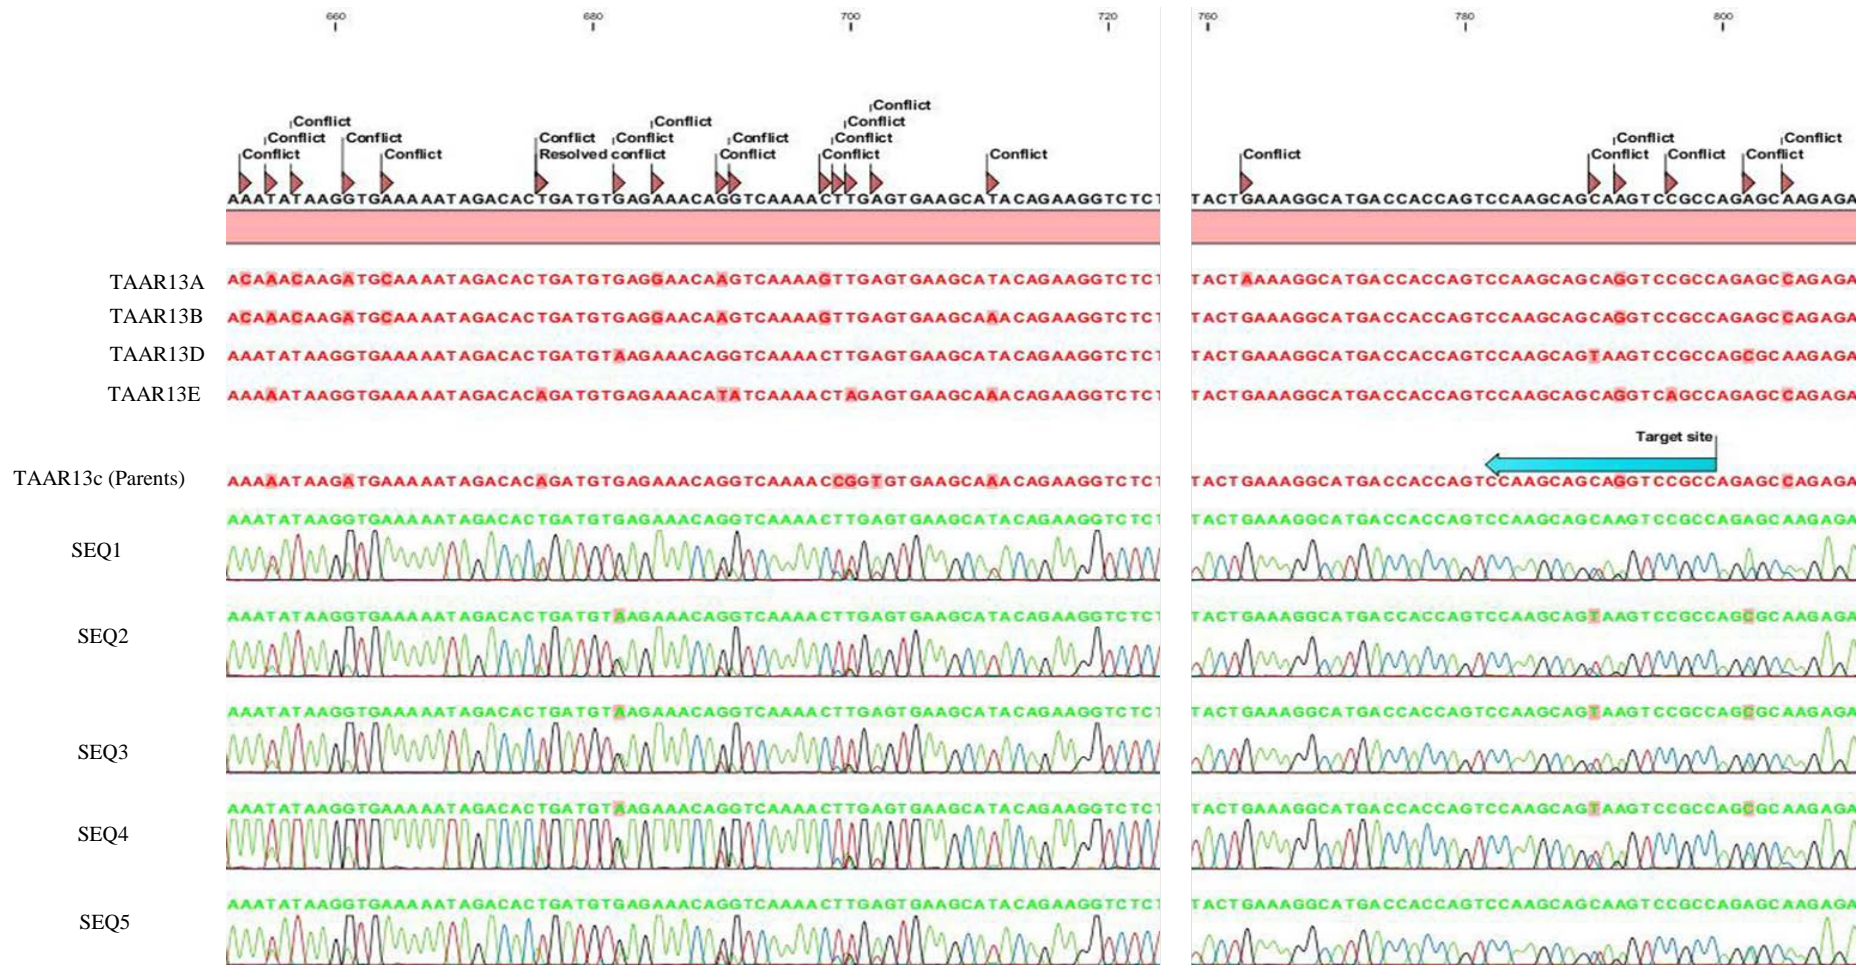 660 680 700 720 760 780 800
Conflict
Conflict Conflict Conflict
Conflict Conflict Conflict Conflict Conflict Conflict Conflict Conflict Conflict
Conflict Conflict Resolved conflict Conflict Conflict Conflict Conflict Conflict Conflict
AAATATAAGGTGAAAAATAGACACTGATGTGAGAAACAGGTCAAAACTTGAGTGAAGCATACAGAAGGTCTCT TACTGAAAGGCATGACCACCAGTCCAAGCAGCAAGTCCGCCAGAGCAAGAGA
TAAR13A ACAAACAAGATGCAAAATAGACACTGATGTGAGGAACAAGTCAAAAGTTGAGTGAAGCATACAGAAGGTCTCT TACTAAAAGGCATGACCACCAGTCCAAGCAGCAGGTCCGCCAGAGCCAGAGA
TAAR13B ACAAACAAGATGCAAAATAGACACTGATGTGAGGAACAAGTCAAAAGTTGAGTGAAGCAAACAGAAGGTCTCT TACTGAAAGGCATGACCACCAGTCCAAGCAGCAGGTCCGCCAGAGCCAGAGA
TAAR13D AAATATAAGGTGAAAAATAGACACTGATGTAAGAAACAGGTCAAAACTTGAGTGAAGCATACAGAAGGTCTCT TACTGAAAGGCATGACCACCAGTCCAAGCAGTAAGTCCGCCAGCGCAAGAGA
TAAR13E AAAAATAAGGTGAAAAATAGACACAGATGTGAGAAACATATCAAAACTAGAGTGAAGCAAACAGAAGGTCTCT TACTGAAAGGCATGACCACCAGTCCAAGCAGCAGGTCAGCCAGAGCCAGAGA
Target site
TAAR13c (Parents) AAAAATAAGATGAAAAATAGACACAGATGTGAGAAACAGGTCAAAACCGGTGTGAAGCAAACAGAAGGTCTCT TACTGAAAGGCATGACCACCAGTCCAAGCAGCAGGTCCGCCAGAGCCAGAGA
AAATATAAGGTGAAAAATAGACACTGATGTGAGAAACAGGTCAAAACTTGAGTGAAGCATACAGAAGGTCTCT TACTGAAAGGCATGACCACCAGTCCAAGCAGCAAGTCCGCCAGAGCAAGAGA
SEQ1
AAATATAAGGTGAAAAATAGACACTGATGTAAGAAACAGGTCAAAACTTGAGTGAAGCATACAGAAGGTCTCT TACTGAAAGGCATGACCACCAGTCCAAGCAGTAAGTCCGCCAGCGCAAGAGA
SEQ2
AAATATAAGGTGAAAAATAGACACTGATGTAAGAAACAGGTCAAAACTTGAGTGAAGCATACAGAAGGTCTCT TACTGAAAGGCATGACCACCAGTCCAAGCAGTAAGTCCGCCAGCGCAAGAGA
SEQ3
AAATATAAGGTGAAAAATAGACACTGATGTAAGAAACAGGTCAAAACTTGAGTGAAGCATACAGAAGGTCTCT TACTGAAAGGCATGACCACCAGTCCAAGCAGTAAGTCCGCCAGCGCAAGAGA
SEQ4
AAATATAAGGTGAAAAATAGACACTGATGTGAGAAACAGGTCAAAACTTGAGTGAAGCATACAGAAGGTCTCT TACTGAAAGGCATGACCACCAGTCCAAGCAGCAAGTCCGCCAGAGCAAGAGA
SEQ5